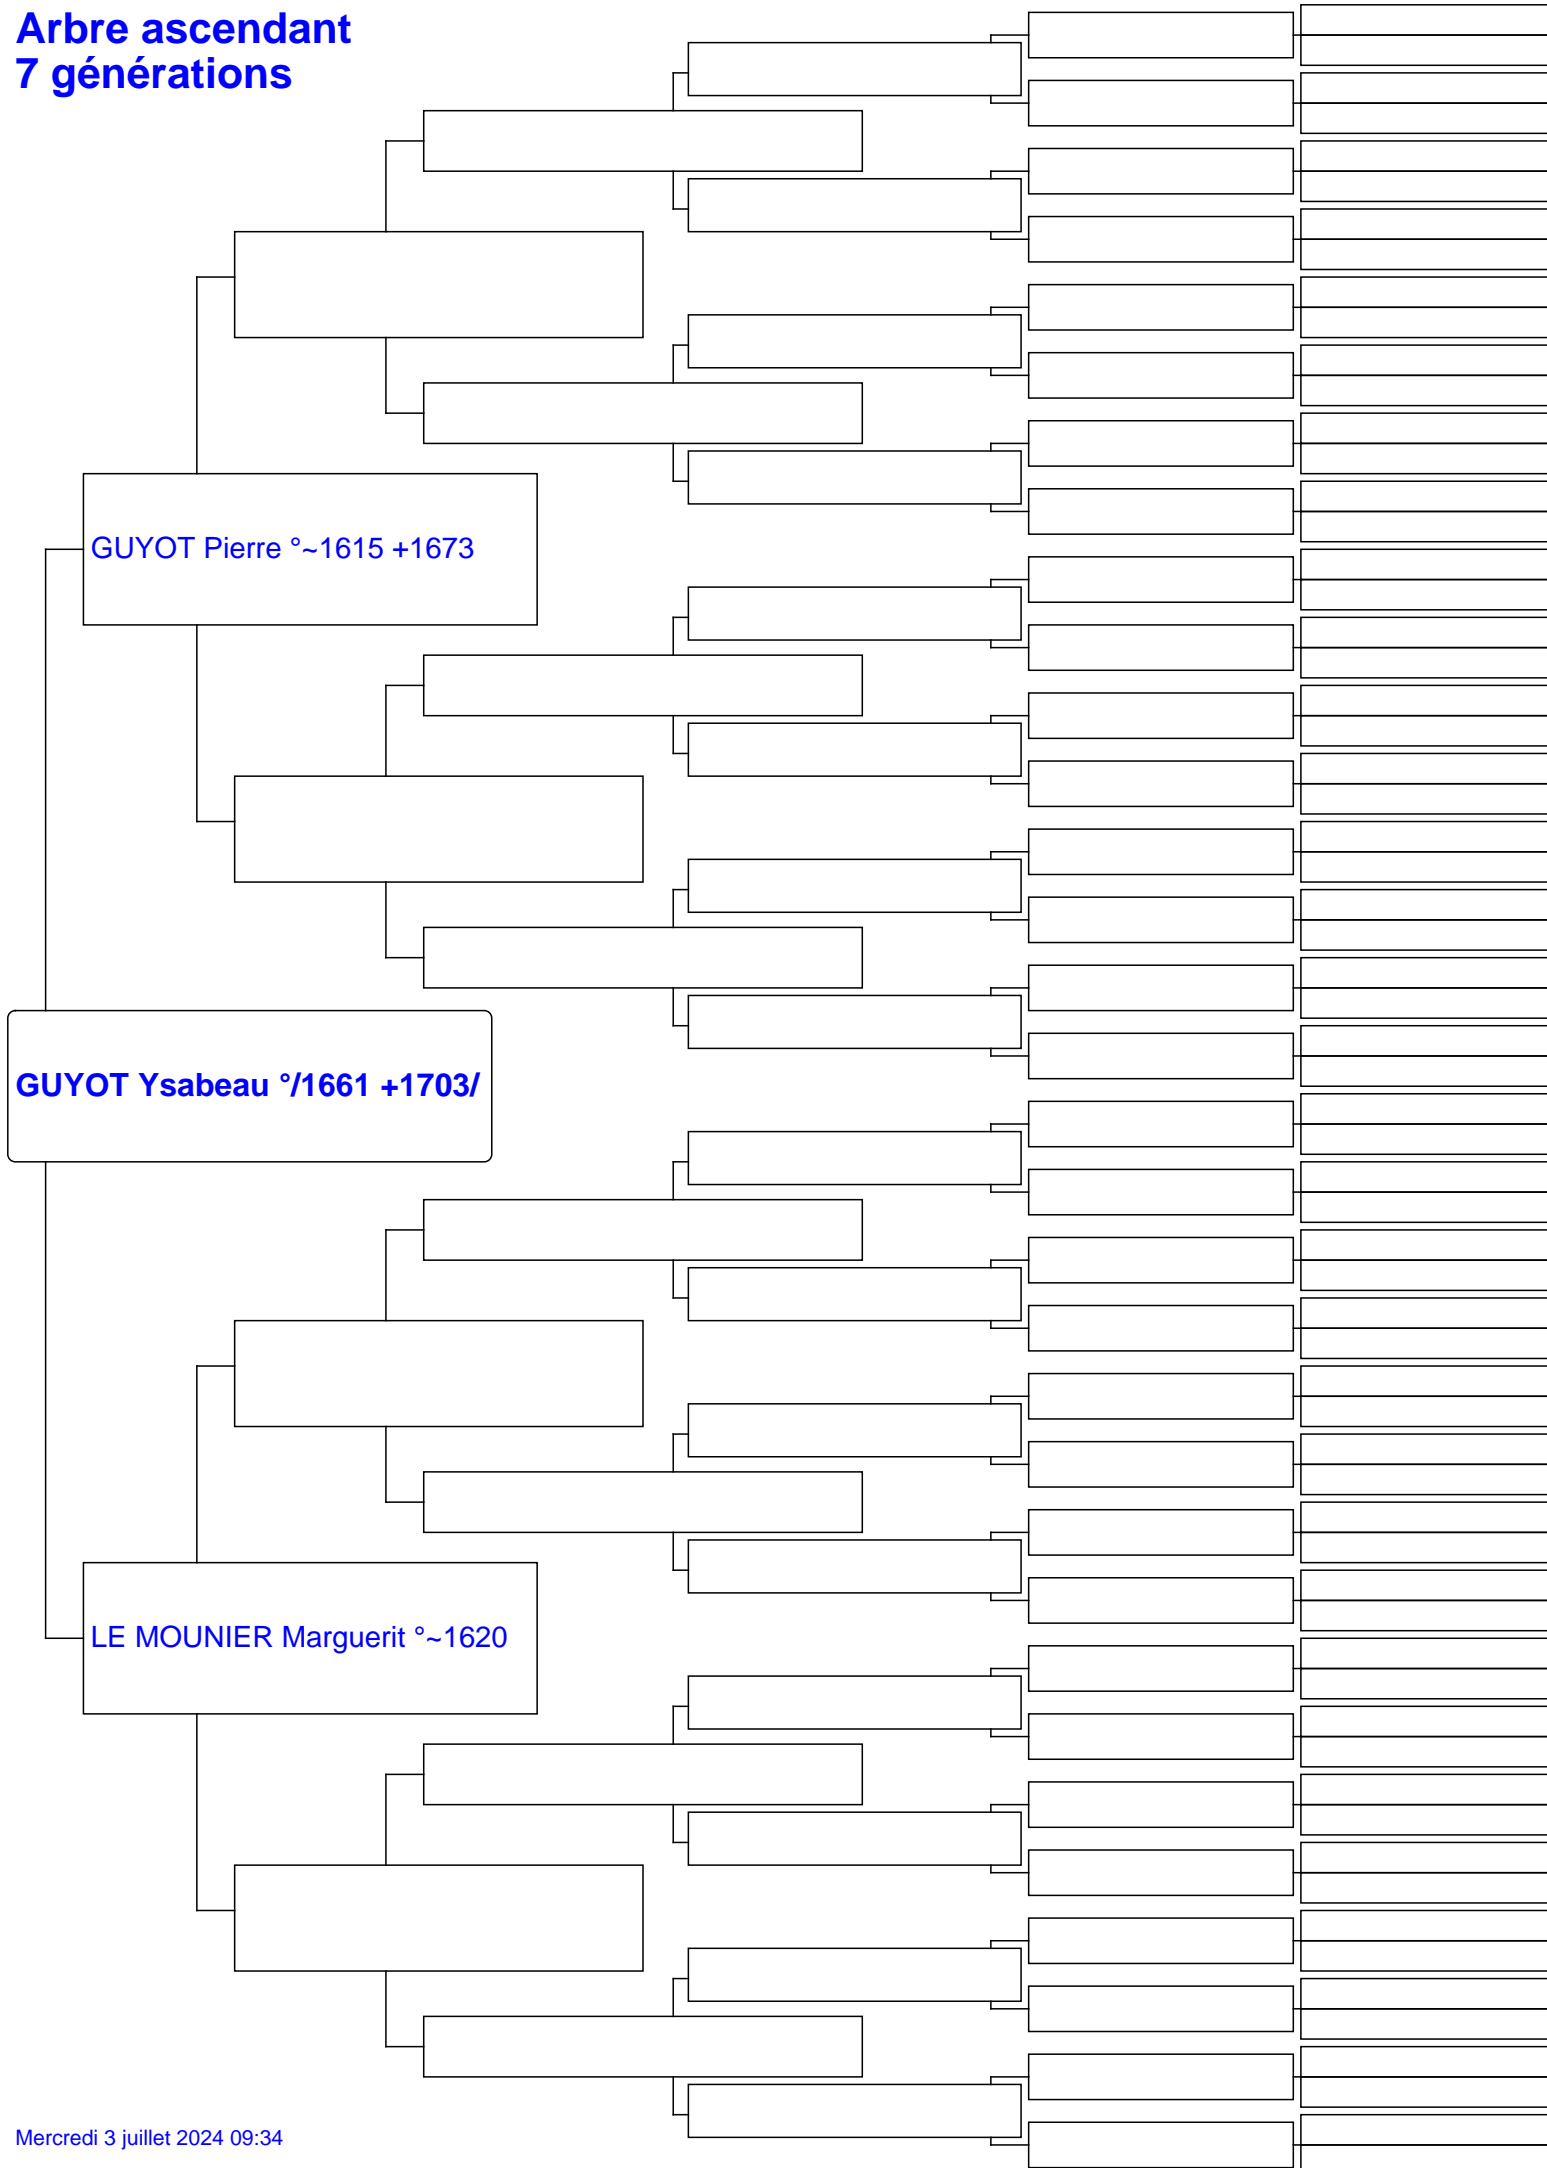 Arbre ascendant
7 générations
GUYOT Pierre °~1615 +1673
GUYOT Ysabeau °/1661 +1703/
LE MOUNIER Marguerit °~1620
Mercredi 3 juillet 2024 09:34